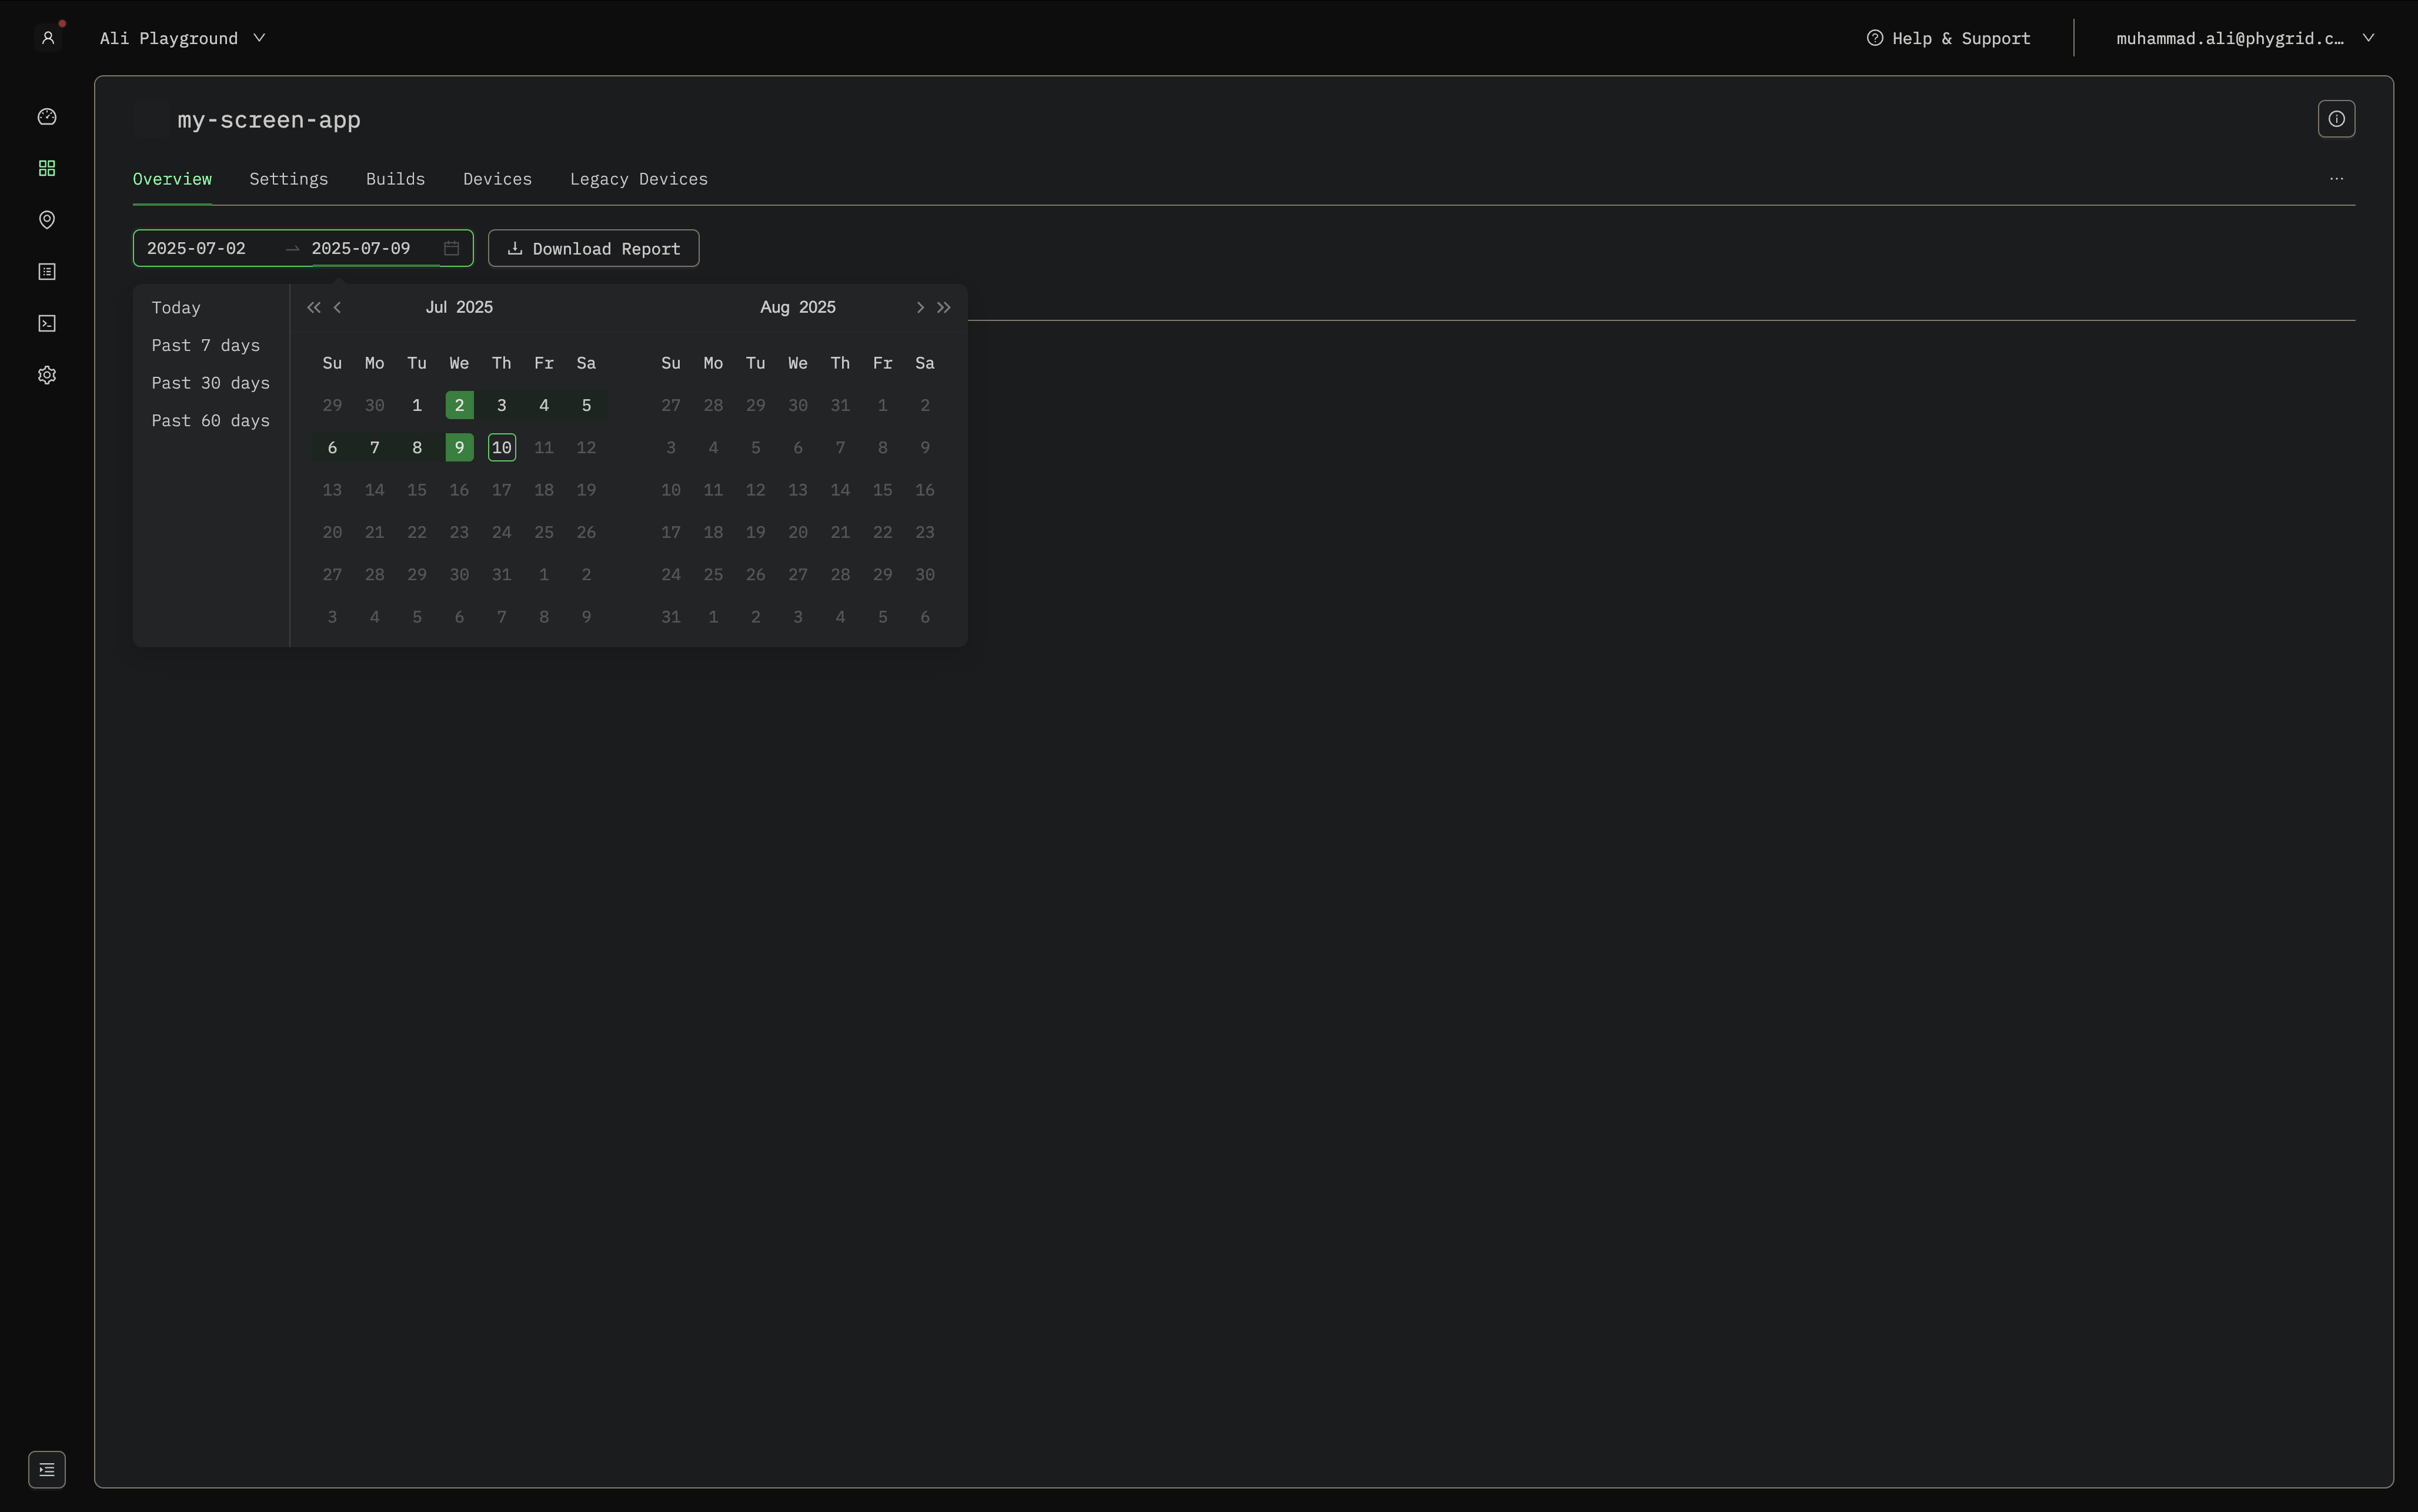 Ali Playground
Help & Support
muhammad.ali@phygrid.c…
my-screen-app
Overview Settings Builds Devices Legacy Devices ...
2025-07-02 → 2025-07-09 Download Report
Today
Past 7 days
Past 30 days
Past 60 days
Jul 2025
Su Mo Tu We Th Fr Sa
29 30 1 2 3 4 5
6 7 8 9 10 11 12
13 14 15 16 17 18 19
20 21 22 23 24 25 26
27 28 29 30 31 1 2
3 4 5 6 7 8 9
Aug 2025
Su Mo Tu We Th Fr Sa
27 28 29 30 31 1 2
3 4 5 6 7 8 9
10 11 12 13 14 15 16
17 18 19 20 21 22 23
24 25 26 27 28 29 30
31 1 2 3 4 5 6